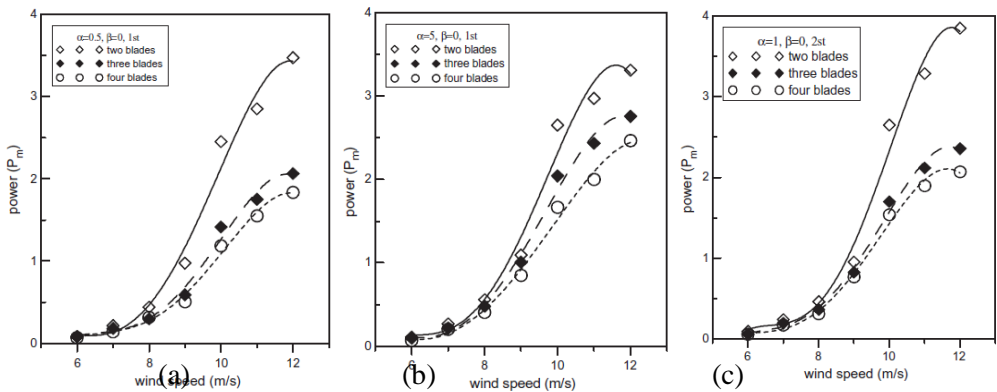 4
3
2
1
0
power (Pm)
α=0.5, β=0, 1st
two blades
three blades
four blades
6 8 10 12
wind speed (m/s)
(a)
4
3
2
1
0
power (Pm)
α=5, β=0, 1st
two blades
three blades
four blades
6 8 10 12
wind speed (m/s)
(b)
4
3
2
1
0
power (Pm)
α=1, β=0, 2st
two blades
three blades
four blades
6 8 10 12
wind speed (m/s)
(c)